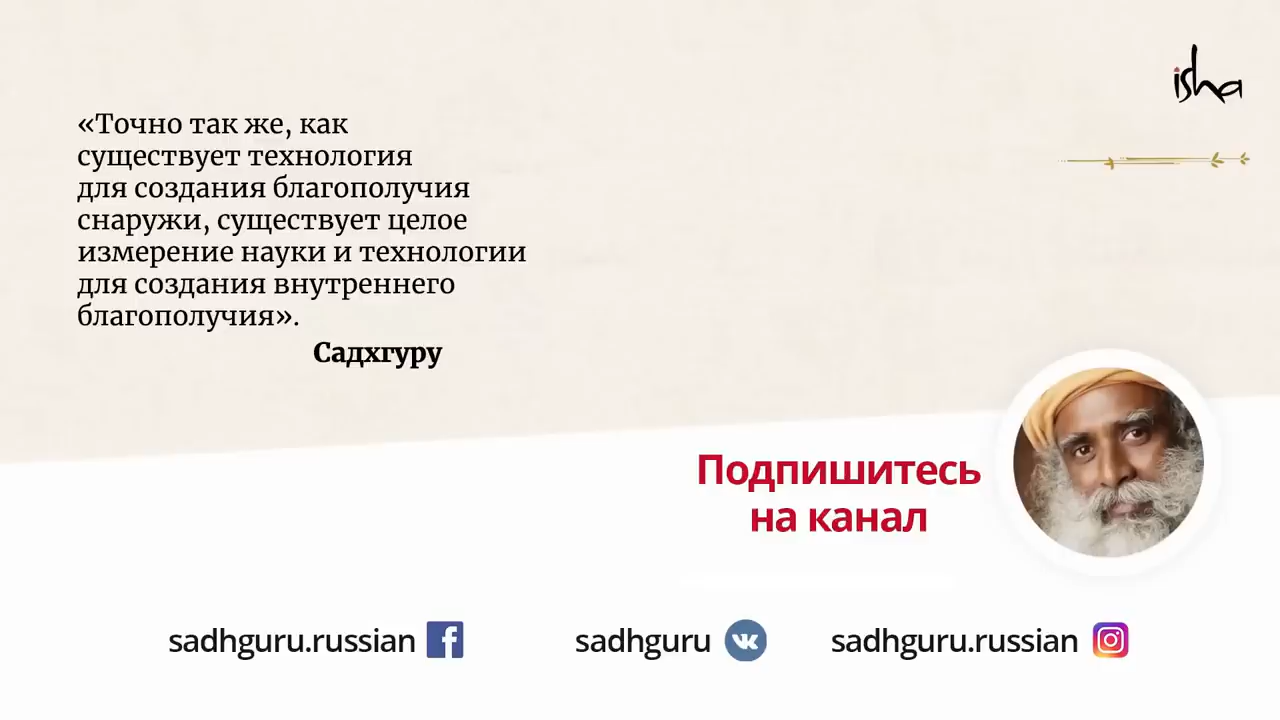 isha
«Точно так же, как
существует технология
для создания благополучия
снаружи, существует целое
измерение науки и технологии
для создания внутреннего
благополучия».
Садхгуру
Подпишитесь
на канал
sadhguru.russian
sadhguru
sadhguru.russian